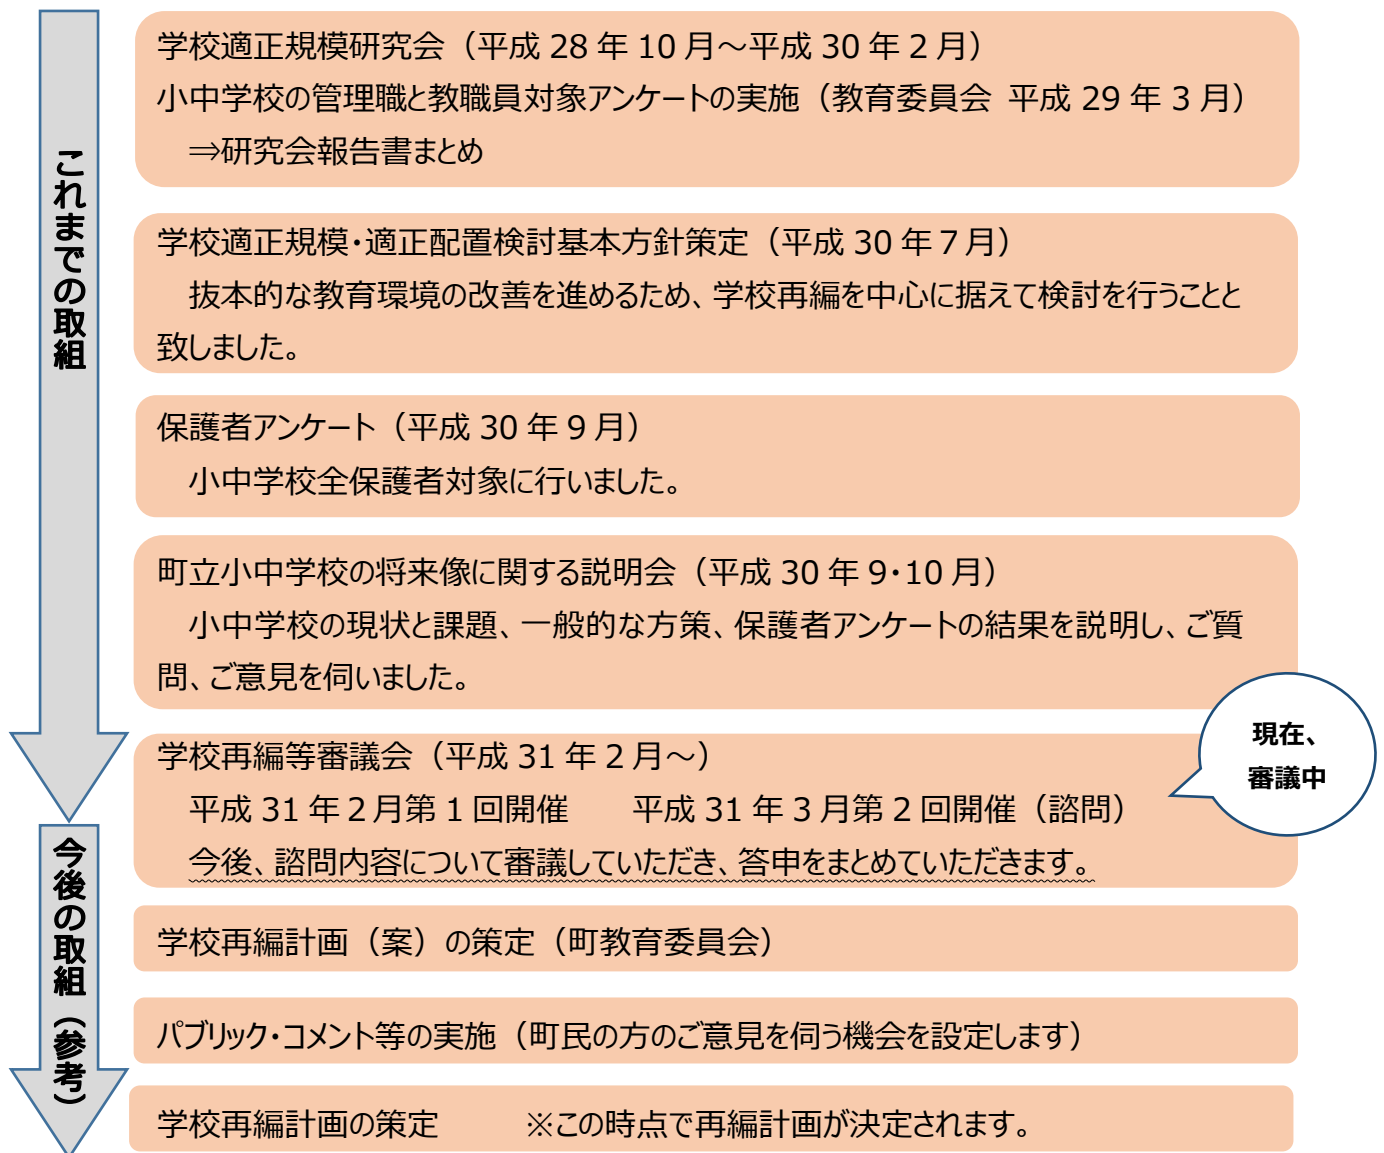 これまでの取組
学校適正規模研究会（平成 28 年 10 月～平成 30 年 2 月）
小中学校の管理職と教職員対象アンケートの実施（教育委員会 平成 29 年 3 月）
⇒研究会報告書まとめ
学校適正規模・適正配置検討基本方針策定（平成 30 年７月）
抜本的な教育環境の改善を進めるため、学校再編を中心に据えて検討を行うことと
致しました。
保護者アンケート（平成 30 年 9 月）
小中学校全保護者対象に行いました。
町立小中学校の将来像に関する説明会（平成 30 年 9・10 月）
小中学校の現状と課題、一般的な方策、保護者アンケートの結果を説明し、ご質
問、ご意見を伺いました。
現在、
審議中
学校再編等審議会（平成 31 年 2 月～）
平成 31 年 2 月第 1 回開催　　平成 31 年 3 月第 2 回開催（諮問）
今後、諮問内容について審議していただき、答申をまとめていただきます。
今後の取組（参考）
学校再編計画（案）の策定（町教育委員会）
パブリック・コメント等の実施（町民の方のご意見を伺う機会を設定します）
学校再編計画の策定　　※この時点で再編計画が決定されます。